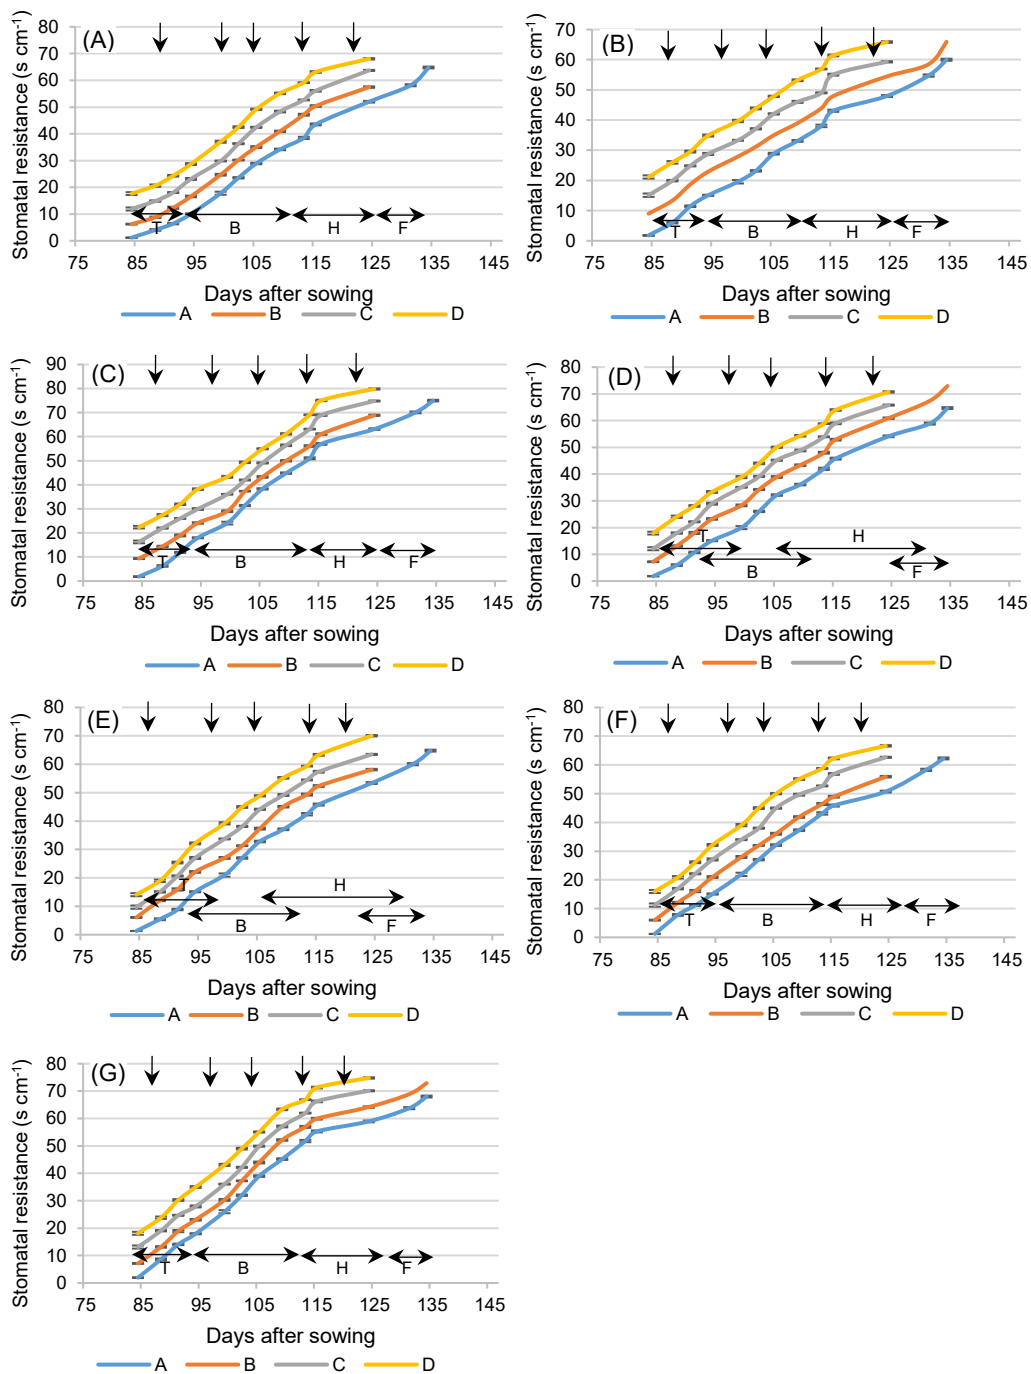 (A)
Stomatal resistance (s cm-1)
80
70
60
50
40
30
20
10
0
T B H F
75 85 95 105 115 125 135 145
Days after sowing
A B C D
(B)
Stomatal resistance (s cm-1)
70
60
50
40
30
20
10
0
T B H F
75 85 95 105 115 125 135 145
Days after sowing
A B C D
(C)
Stomatal resistance (s cm-1)
90
80
70
60
50
40
30
20
10
0
T B H F
75 85 95 105 115 125 135 145
Days after sowing
A B C D
(D)
Stomatal resistance (s cm-1)
80
70
60
50
40
30
20
10
0
T H
B F
75 85 95 105 115 125 135 145
Days after sowing
A B C D
(E)
Stomatal resistance (s cm-1)
80
70
60
50
40
30
20
10
0
T H
B F
75 85 95 105 115 125 135 145
Days after sowing
A B C D
(F)
Stomatal resistance (s cm-1)
80
70
60
50
40
30
20
10
0
T B H F
75 85 95 105 115 125 135 145
Days after sowing
A B C D
(G)
Stomatal resistance (s cm-1)
80
70
60
50
40
30
20
10
0
T B H F
75 85 95 105 115 125 135 145
Days after sowing
A B C D